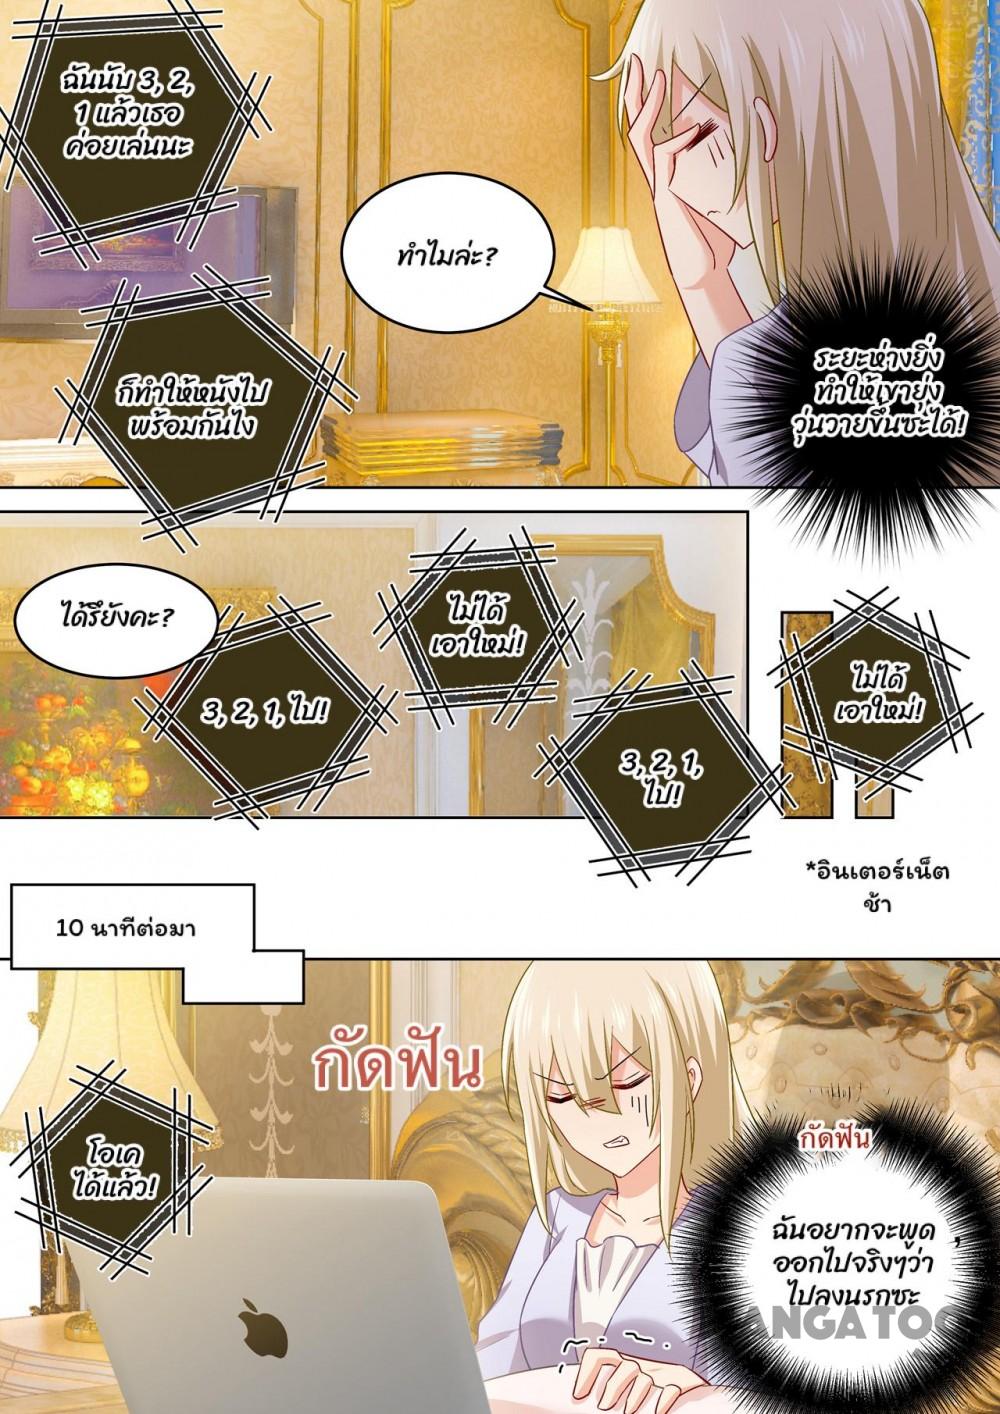 ฉันนับ 3, 2,
1 แล้วเธอ
ค่อยเล่นนะ
ทำไมล่ะ?
ก็ทำให้หนังไป
พร้อมกันไง
ระยะห่างยิ่ง
ทำให้เขายุ่ง
วุ่นวายขึ้นซะได้!
ได้รึยังคะ?
3, 2, 1, ไป!
ไม่ได้
เอาใหม่!
3, 2, 1,
ไป!
ไม่ได้
เอาใหม่!
*อินเตอร์เน็ต
ช้า
10 นาทีต่อมา
กัดฟัน
โอเค
ได้แล้ว!
กัดฟัน
ฉันอยากจะพูด
ออกไปจริงๆว่า
ไปลงนรกซะ
MANGATOON